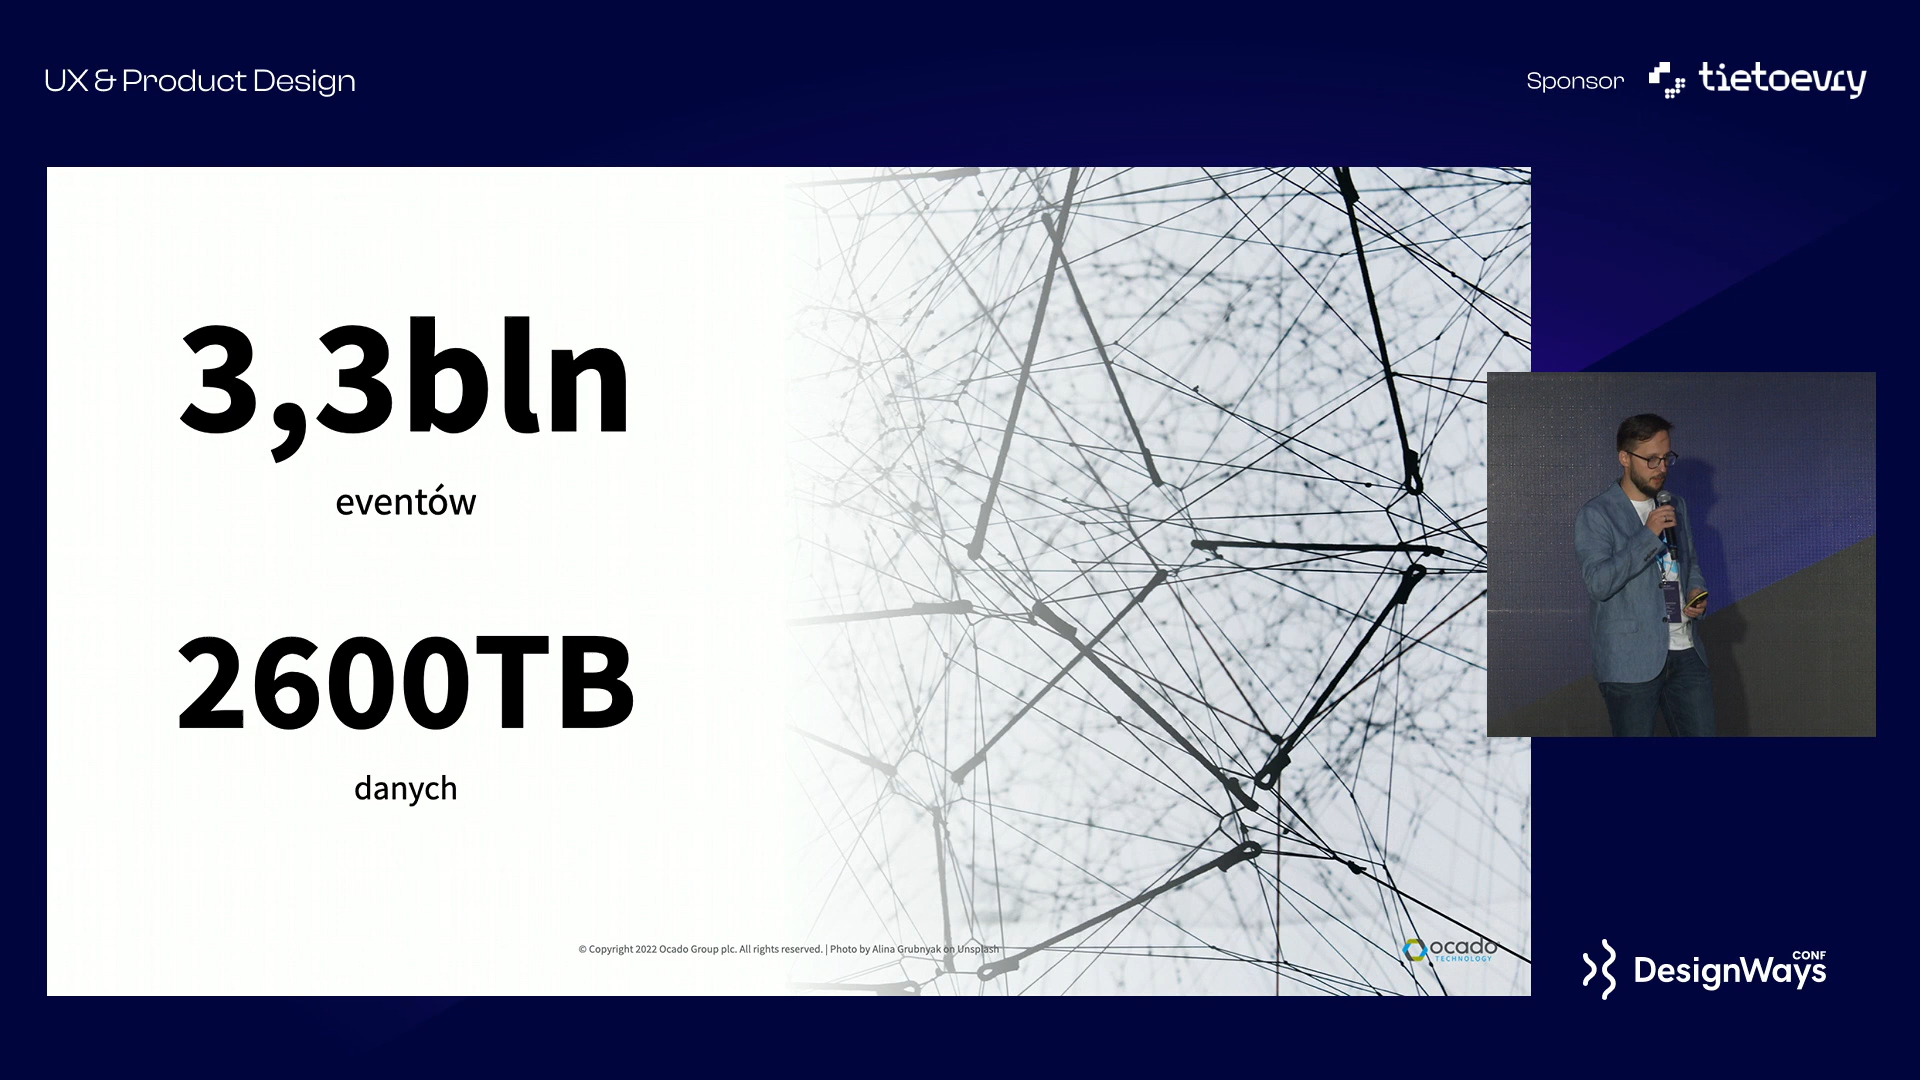 UX & Product Design
Sponsor tietoevry
3,3bln
eventów
2600TB
danych
© Copyright 2022 Ocado Group plc. All rights reserved. | Photo by Alina Grubnyak on Unsplash
ocado
TECHNOLOGY
DesignWays CONF